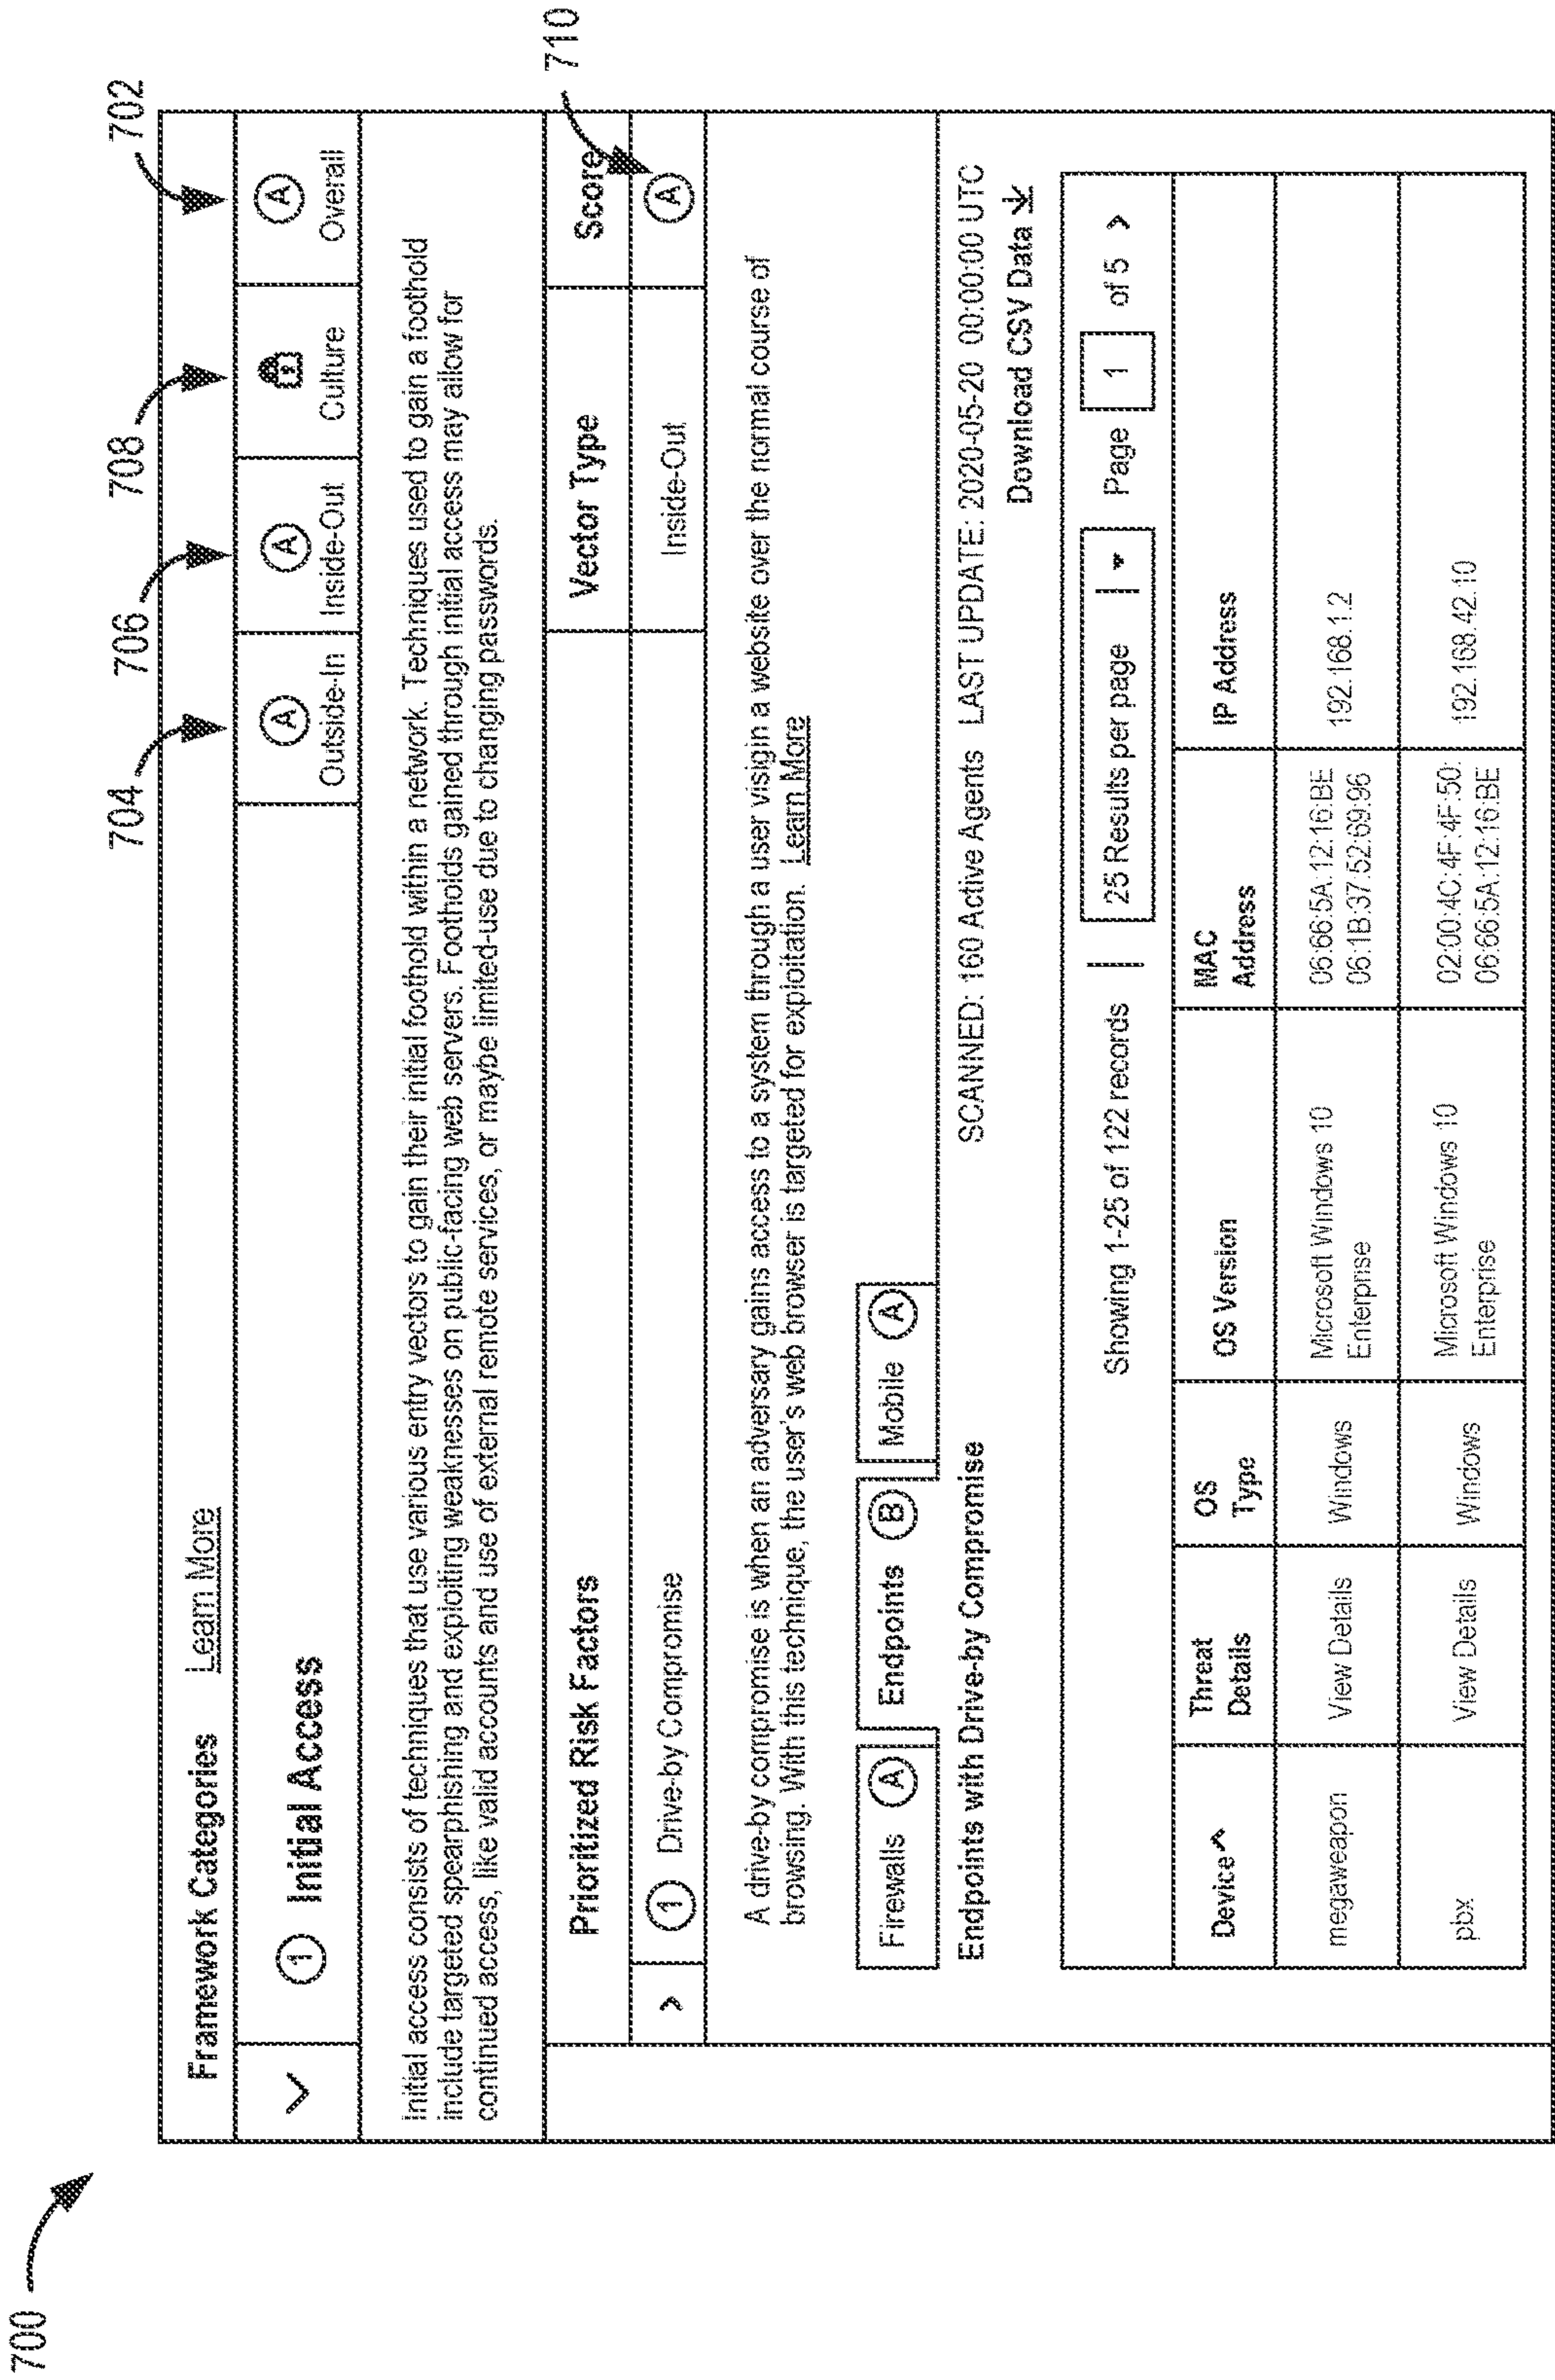 700
704
706
708
702
Framework Categories Learn More
1 Initial Access
A
Outside-In
A
Inside-Out
Culture
A
Overall
Initial access consists of techniques that use various entry vectors to gain their initial foothold within a network. Techniques used to gain a foothold
include targeted spearphishing and exploiting weaknesses on public-facing web servers. Footholds gained through initial access may allow for
continued access, like valid accounts and use of external remote services, or maybe limited-use due to changing passwords.
Prioritized Risk Factors Vector Type Score
710
1 Drive-by Compromise Inside-Out A
A drive-by compromise is when an adversary gains access to a system through a user visigin a website over the normal course of
browsing. With this technique, the user's web browser is targeted for exploitation. Learn More
Firewalls A Endpoints B Mobile A
Endpoints with Drive-by Compromise SCANNED: 160 Active Agents LAST UPDATE: 2020-05-20 00:00:00 UTC
Download CSV Data
Showing 1-25 of 122 records | 25 Results per page | Page 1 of 5 >
Device Threat
Details OS
Type OS Version MAC
Address IP Address
megaweapon View Details Windows Microsoft Windows 10
Enterprise 06:66:5A:12:16:BE
06:1B:37:52:69:96 192.168.1.2
pbx View Details Windows Microsoft Windows 10
Enterprise 02:00:4C:4F:4F:50:
06:66:5A:12:16:BE 192.168.42.10